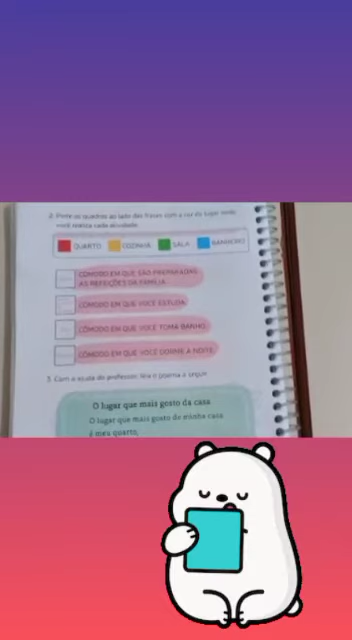 2. Pinte os quadros ao lado das frases com a cor do lugar onde
você realiza cada atividade.
QUARTO COZINHA SALA BANHEIRO
CÔMODO EM QUE SÃO PREPARADAS
AS REFEIÇÕES DA FAMÍLIA.
CÔMODO EM QUE VOCÊ ESTUDA.
CÔMODO EM QUE VOCÊ TOMA BANHO.
CÔMODO EM QUE VOCÊ DORME À NOITE.
3. Com a ajuda do professor, leia o poema a seguir.
O lugar que mais gosto da casa
O lugar que mais gosto de minha casa
é meu quarto,